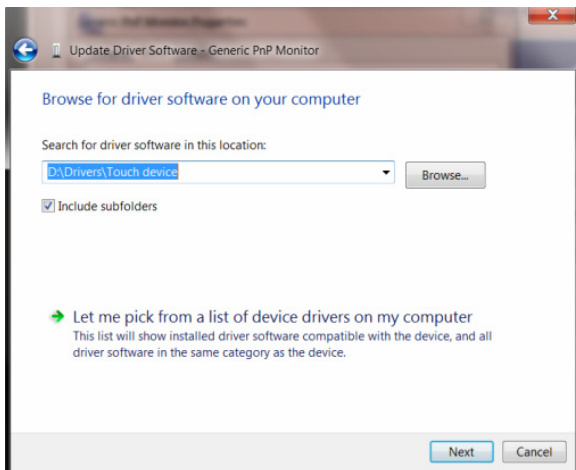 Update Driver Software - Generic PnP Monitor
Browse for driver software on your computer
Search for driver software in this location:
D:\Drivers\Touch device
Browse...
Include subfolders
Let me pick from a list of device drivers on my computer
This list will show installed driver software compatible with the device, and all
driver software in the same category as the device.
Next
Cancel